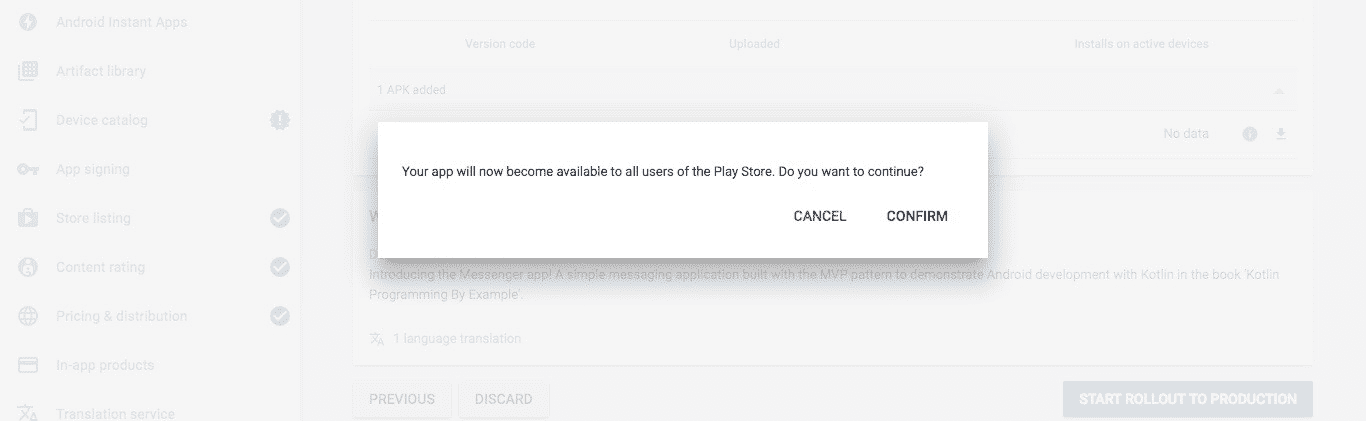 Android Instant Apps
Artifact library
Device catalog
App signing
Store listing
Content rating
Pricing & distribution
In-app products
Translation service
Version code Uploaded Installs on active devices
1 APK added
No data
Your app will now become available to all users of the Play Store. Do you want to continue?
CANCEL CONFIRM
Introducing the Messenger app! A simple messaging application built with the MVP pattern to demonstrate Android development with Kotlin in the book 'Kotlin
Programming By Example'.
1 language translation
PREVIOUS DISCARD START ROLLOUT TO PRODUCTION